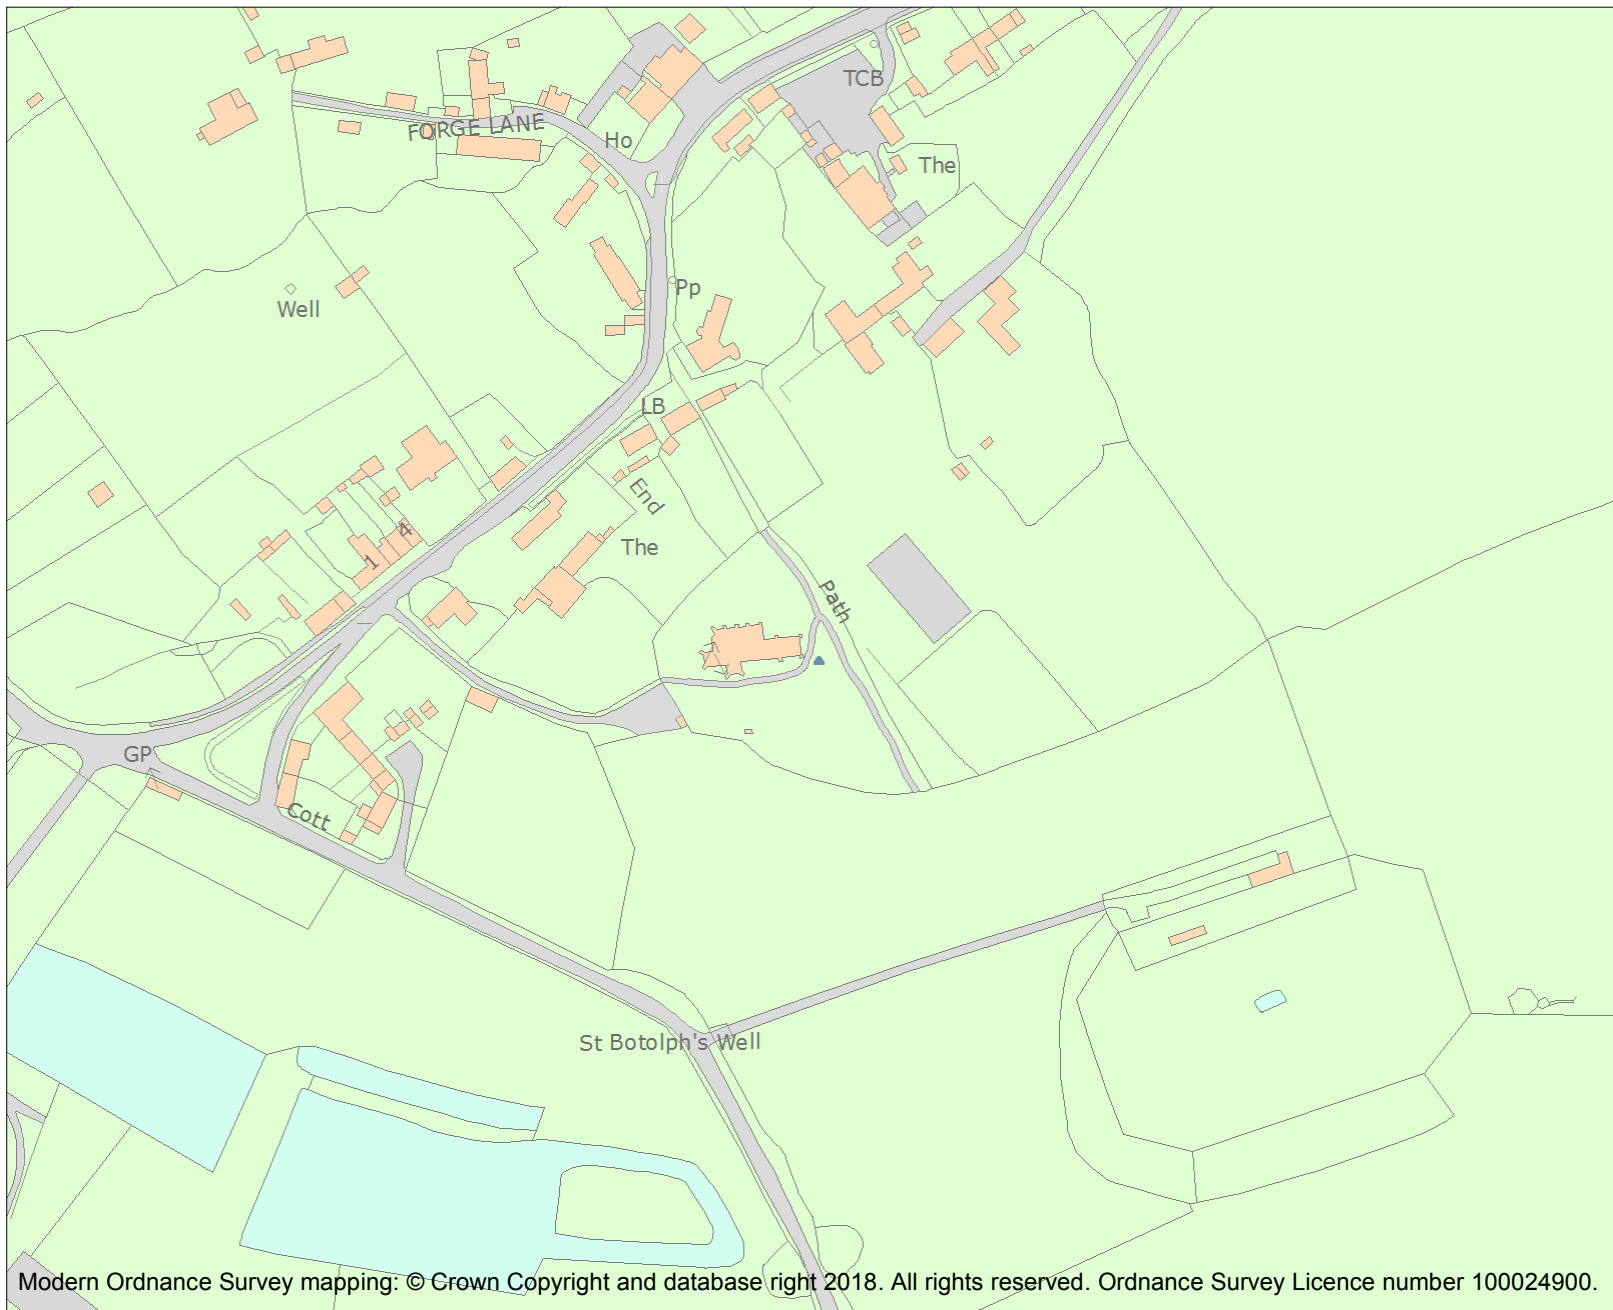 TCB
FORGE LANE
Ho
The
Pp
Well
LB
End
4
The
1
Path
GP
Cott
St Botolph's Well
Modern Ordnance Survey mapping: © Crown Copyright and database right 2018. All rights reserved. Ordnance Survey Licence number 100024900.